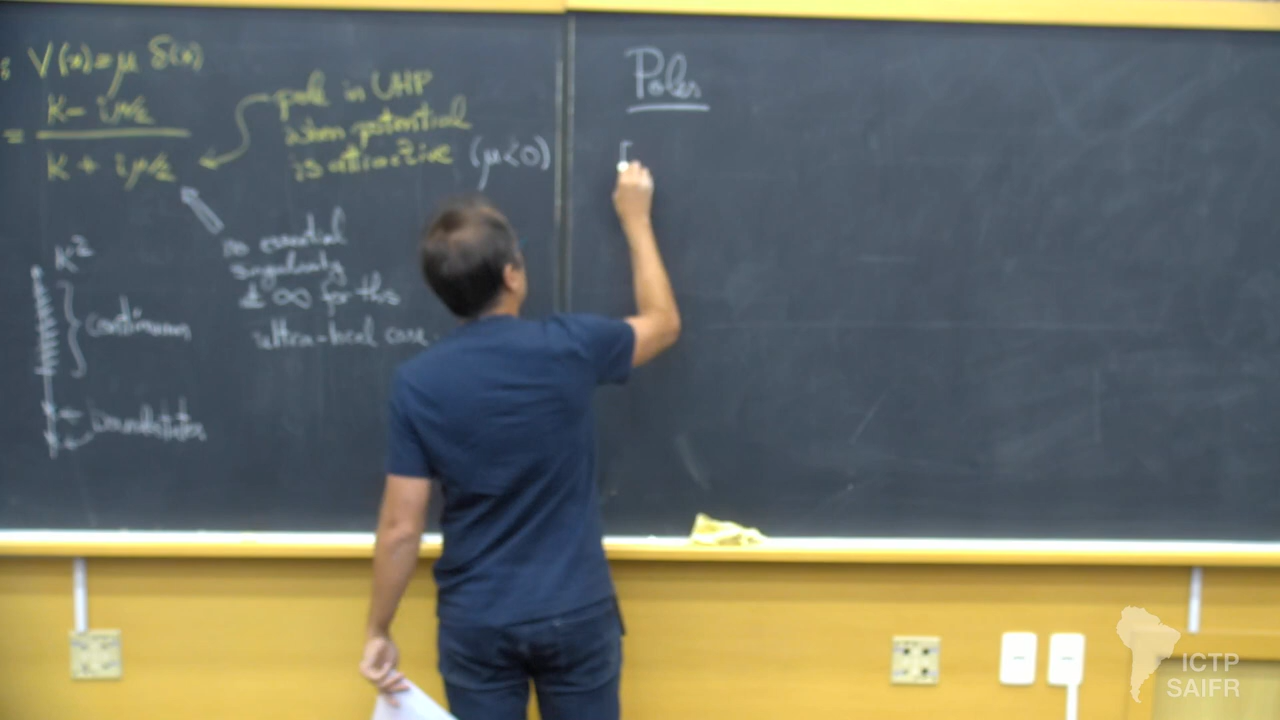 : V(x)=μ δ(x)
= K - iμ/2 / K + iμ/2
pole in UHP
when potential
is attractive (μ<0)
no essential
singularity
at ∞ for this
ultra-local case.
K²
continuum
boundstates
Poles
ICTP
SAIFR